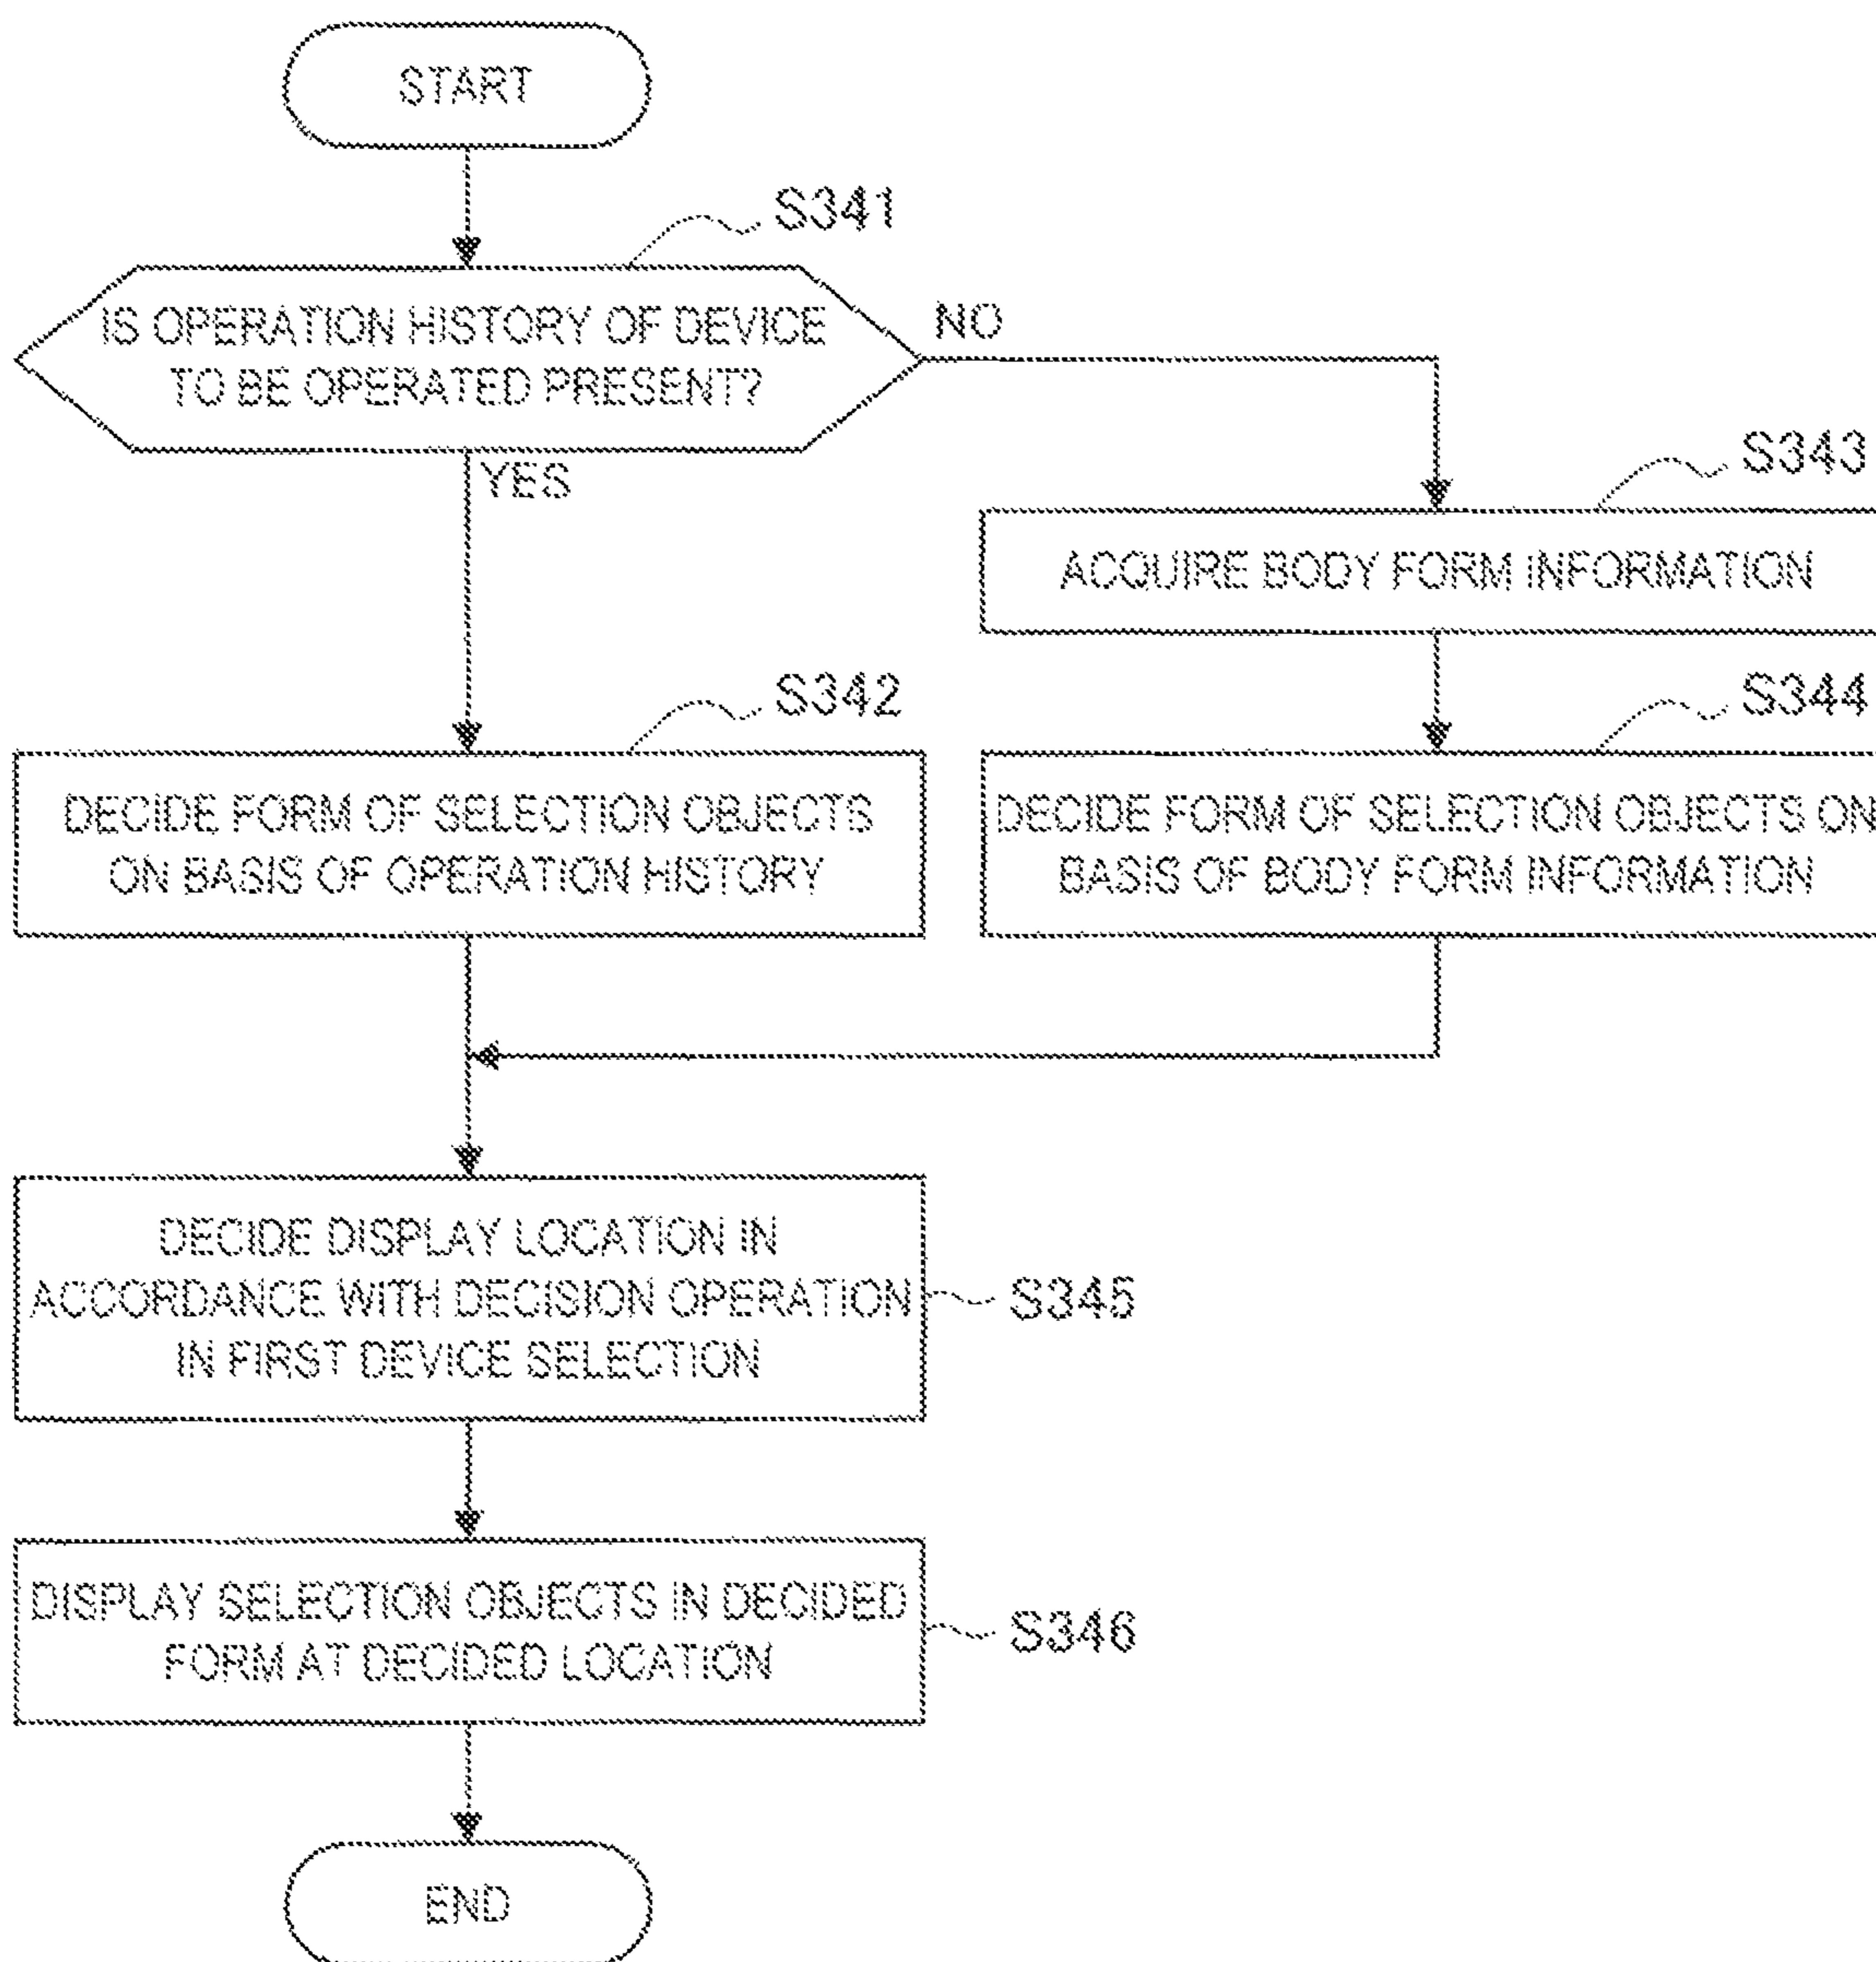 START
S341
IS OPERATION HISTORY OF DEVICE
TO BE OPERATED PRESENT?
NO
YES
S343
ACQUIRE BODY FORM INFORMATION
S342
DECIDE FORM OF SELECTION OBJECTS
ON BASIS OF OPERATION HISTORY
S344
DECIDE FORM OF SELECTION OBJECTS ON
BASIS OF BODY FORM INFORMATION
DECIDE DISPLAY LOCATION IN
ACCORDANCE WITH DECISION OPERATION
IN FIRST DEVICE SELECTION
S345
DISPLAY SELECTION OBJECTS IN DECIDED
FORM AT DECIDED LOCATION
S346
END